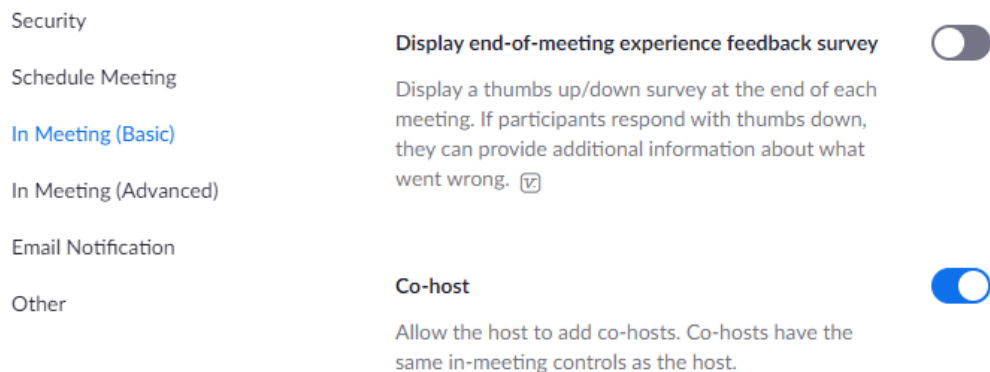 Security
Schedule Meeting
In Meeting (Basic)
In Meeting (Advanced)
Email Notification
Other
Display end-of-meeting experience feedback survey
Display a thumbs up/down survey at the end of each
meeting. If participants respond with thumbs down,
they can provide additional information about what
went wrong.
Co-host
Allow the host to add co-hosts. Co-hosts have the
same in-meeting controls as the host.